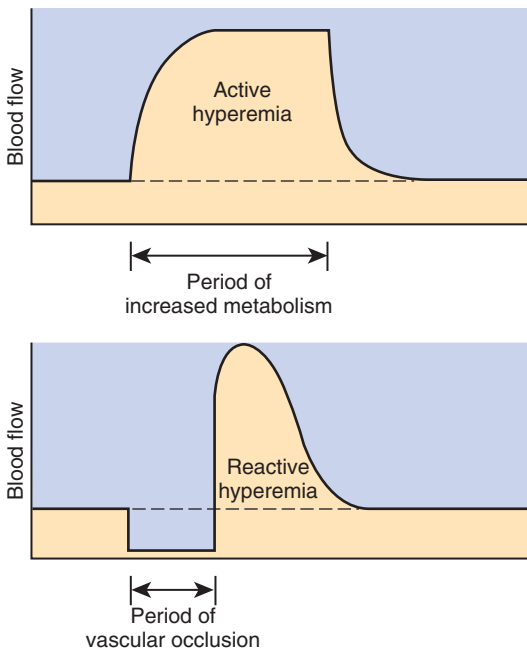 Blood flow
Active
hyperemia
Period of
increased metabolism
Blood flow
Reactive
hyperemia
Period of
vascular occlusion